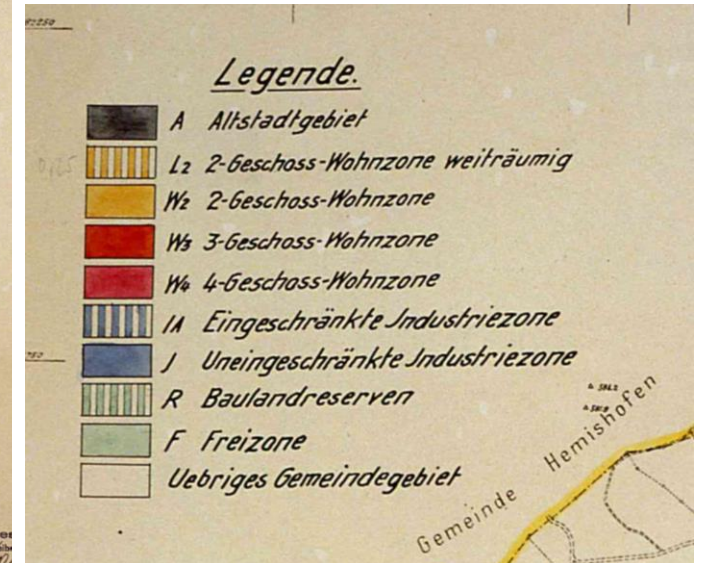 Legende.
A Altstadtgebiet
L2 2-Geschoss-Wohnzone weiträumig
W2 2-Geschoss-Wohnzone
W3 3-Geschoss-Wohnzone
W4 4-Geschoss-Wohnzone
IA Eingeschränkte Industriezone
J Uneingeschränkte Industriezone
R Baulandreserven
F Freizone
Uebriges Gemeindegebiet
Gemeinde Hemishofen